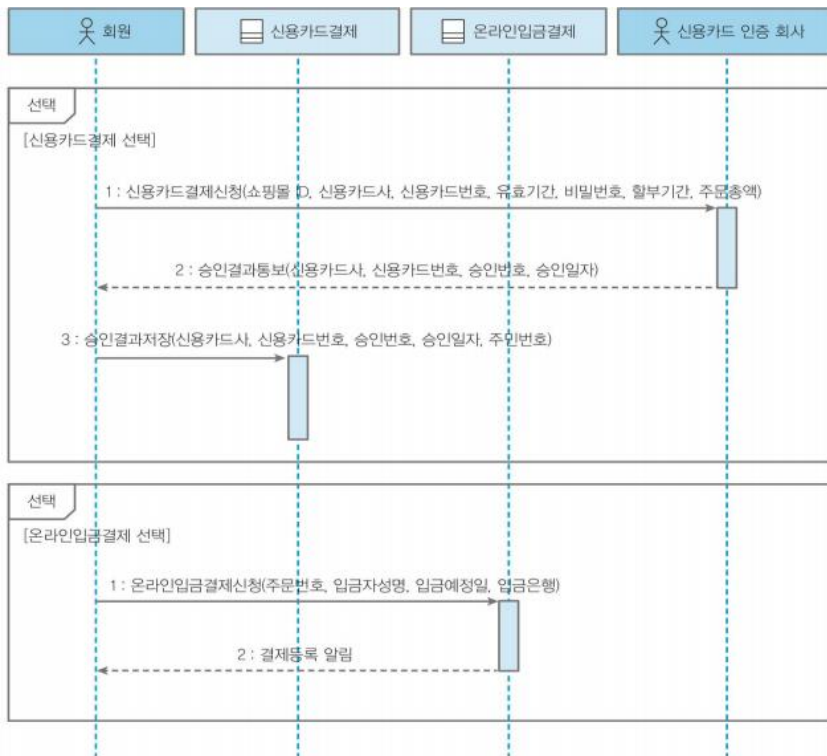 회원
신용카드결제
온라인입금결제
신용카드 인증 회사
선택
[신용카드결제 선택]
1 : 신용카드결제신청(쇼핑몰 ID, 신용카드사, 신용카드번호, 유효기간, 비밀번호, 할부기간, 주문총액)
2 : 승인결과통보(신용카드사, 신용카드번호, 승인번호, 승인일자)
3 : 승인결과저장(신용카드사, 신용카드번호, 승인번호, 승인일자, 주민번호)
선택
[온라인입금결제 선택]
1 : 온라인입금결제신청(주문번호, 입금자성명, 입금예정일, 입금은행)
2 : 결제등록 알림